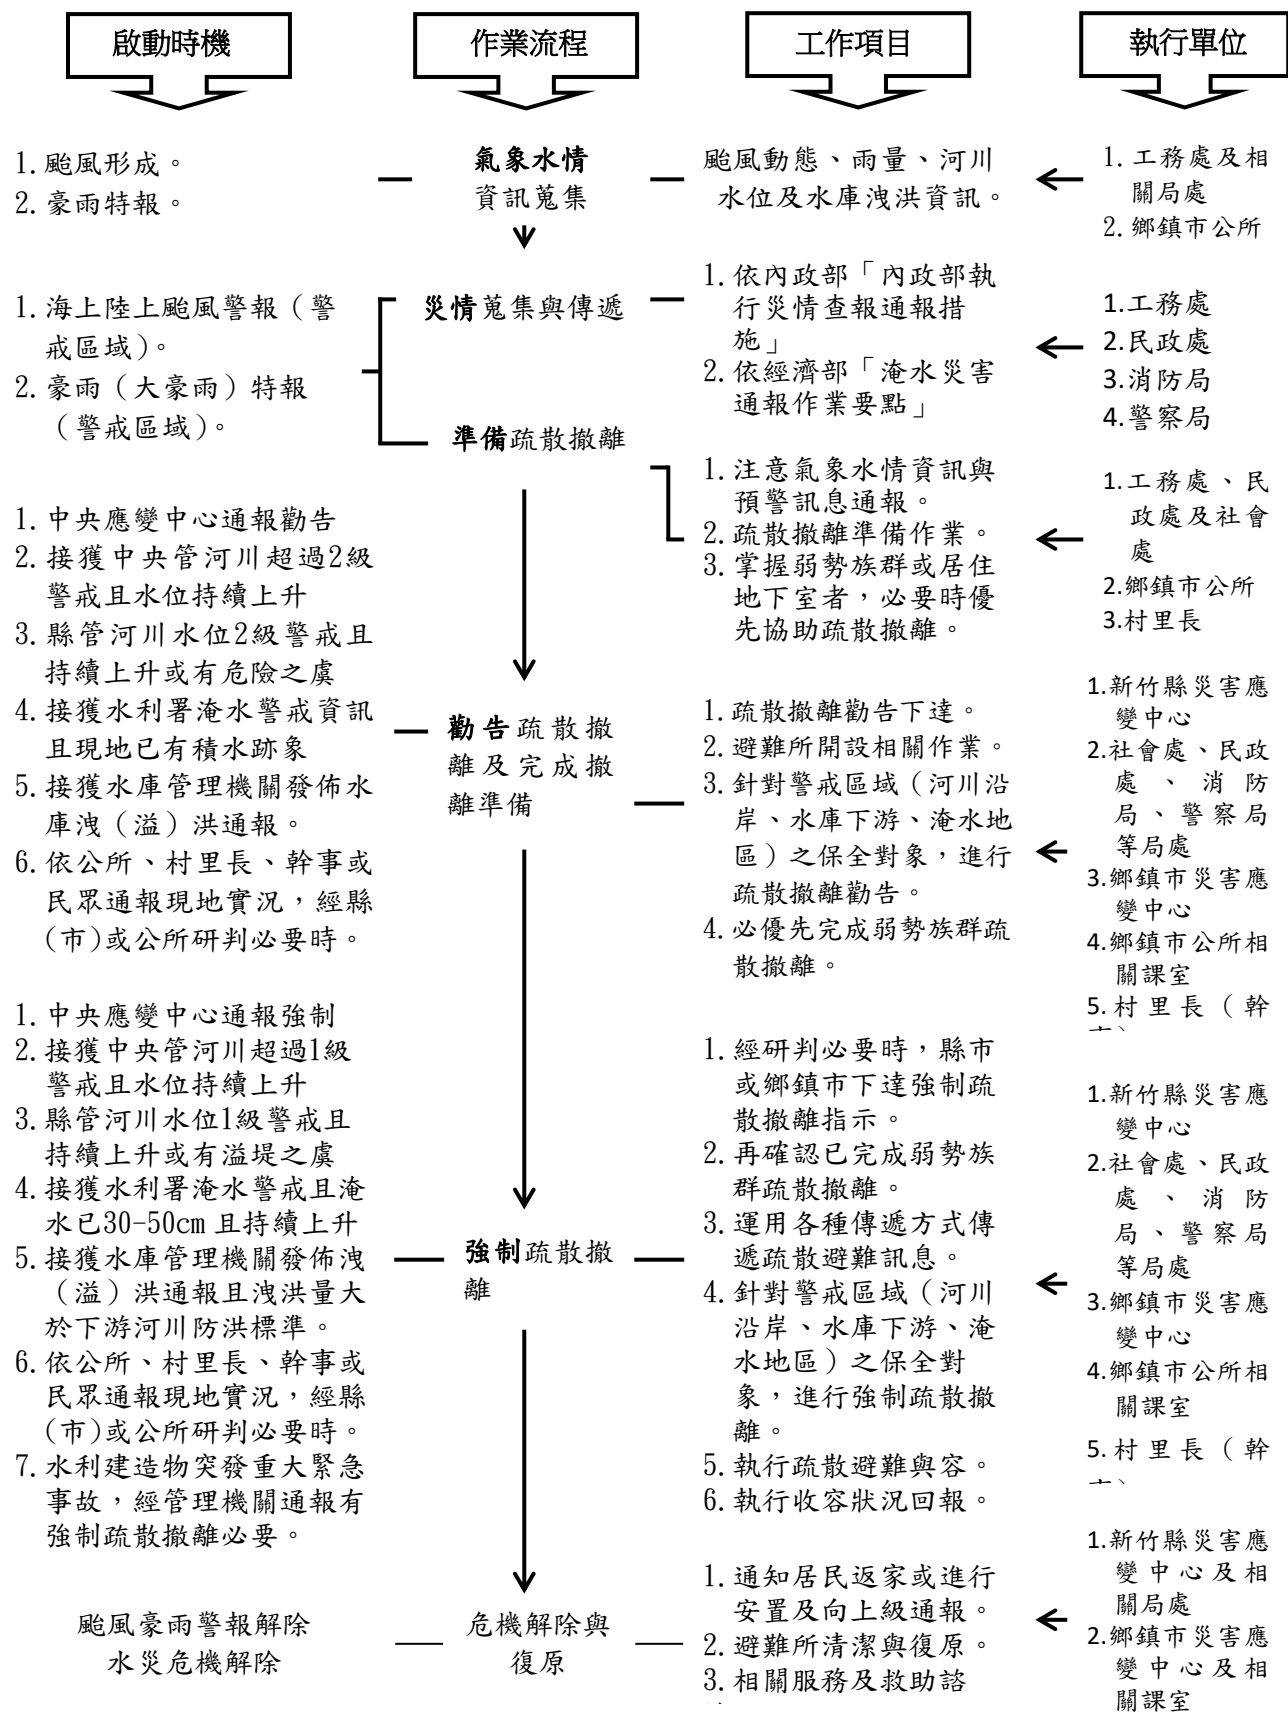 啟動時機
作業流程
工作項目
執行單位
1.颱風形成。
2.豪雨特報。
氣象水情
資訊蒐集
颱風動態、雨量、河川
水位及水庫洩洪資訊。
1.工務處及相
關局處
2.鄉鎮市公所
1.海上陸上颱風警報（警
戒區域）。
2.豪雨（大豪雨）特報
（警戒區域）。
災情蒐集與傳遞
準備疏散撤離
1.依內政部「內政部執
行災情查報通報措
施」
2.依經濟部「淹水災害
通報作業要點」
1.工務處
2.民政處
3.消防局
4.警察局
1.注意氣象水情資訊與
預警訊息通報。
2.疏散撤離準備作業。
3.掌握弱勢族群或居住
地下室者，必要時優
先協助疏散撤離。
1.工務處、民
政處及社會
處
2.鄉鎮市公所
3.村里長
1.中央應變中心通報勸告
2.接獲中央管河川超過2級
警戒且水位持續上升
3.縣管河川水位2級警戒且
持續上升或有危險之虞
4.接獲水利署淹水警戒資訊
且現地已有積水跡象
5.接獲水庫管理機關發佈水
庫洩（溢）洪通報。
6.依公所、村里長、幹事或
民眾通報現地實況，經縣
(市)或公所研判必要時。
勸告疏散撤
離及完成撤
離準備
1.疏散撤離勸告下達。
2.避難所開設相關作業。
3.針對警戒區域（河川沿
岸、水庫下游、淹水地
區）之保全對象，進行
疏散撤離勸告。
4.必優先完成弱勢族群疏
散撤離。
1.新竹縣災害應
變中心
2.社會處、民政
處、消防
局、警察局
等局處
3.鄉鎮市災害應
變中心
4.鄉鎮市公所相
關課室
5.村里長（幹
1.中央應變中心通報強制
2.接獲中央管河川超過1級
警戒且水位持續上升
3.縣管河川水位1級警戒且
持續上升或有溢堤之虞
4.接獲水利署淹水警戒且淹
水已30-50cm 且持續上升
5.接獲水庫管理機關發佈洩
（溢）洪通報且洩洪量大
於下游河川防洪標準。
6.依公所、村里長、幹事或
民眾通報現地實況，經縣
(市)或公所研判必要時。
7.水利建造物突發重大緊急
事故，經管理機關通報有
強制疏散撤離必要。
強制疏散撤
離
1.經研判必要時，縣市
或鄉鎮市下達強制疏
散撤離指示。
2.再確認已完成弱勢族
群疏散撤離。
3.運用各種傳遞方式傳
遞疏散避難訊息。
4.針對警戒區域（河川
沿岸、水庫下游、淹
水地區）之保全對
象，進行強制疏散撤
離。
5.執行疏散避難與容。
6.執行收容狀況回報。
1.新竹縣災害應
變中心
2.社會處、民政
處、消防
局、警察局
等局處
3.鄉鎮市災害應
變中心
4.鄉鎮市公所相
關課室
5.村里長（幹
颱風豪雨警報解除
水災危機解除
危機解除與
復原
1.通知居民返家或進行
安置及向上級通報。
2.避難所清潔與復原。
3.相關服務及救助諮
1.新竹縣災害應
變中心及相
關局處
2.鄉鎮市災害應
變中心及相
關課室